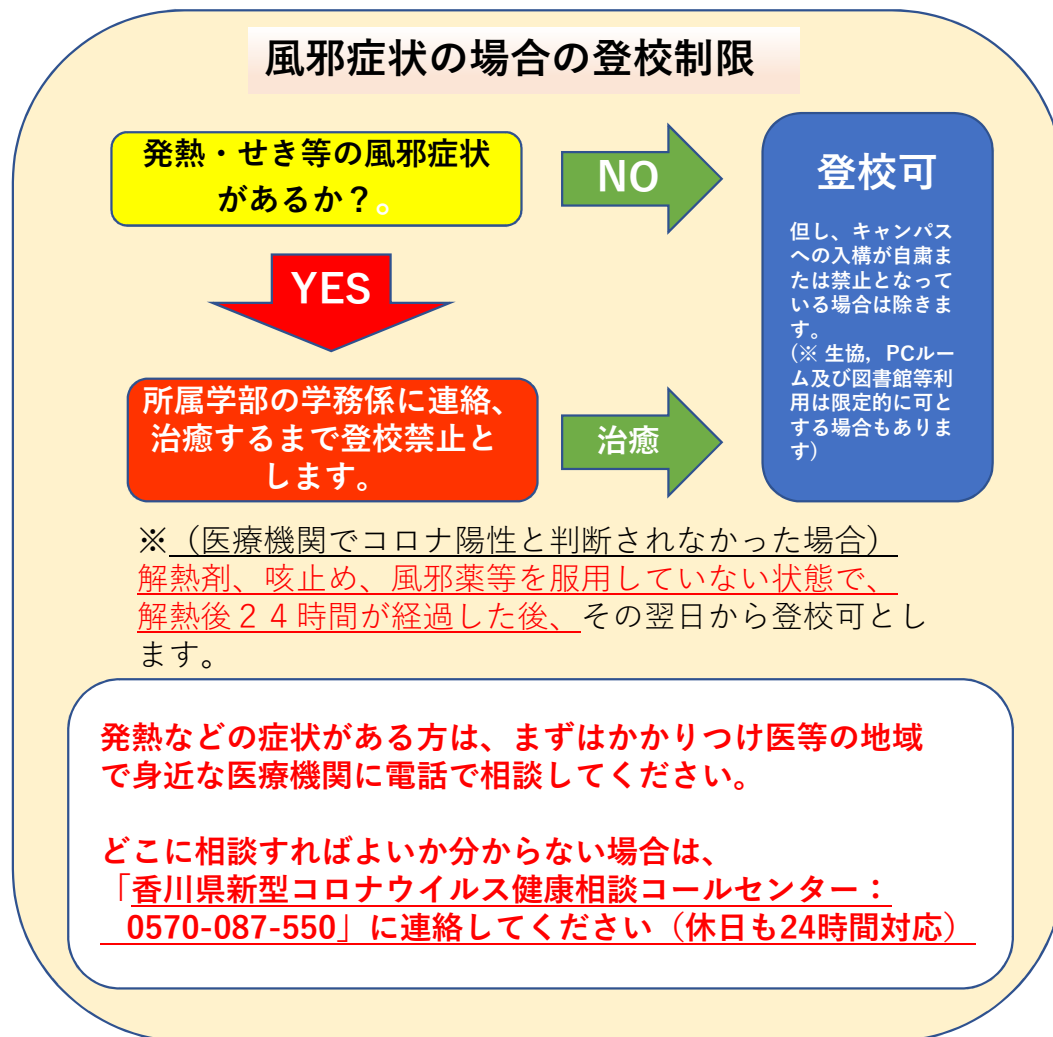 風邪症状の場合の登校制限
発熱・せき等の風邪症状
があるか？。
NO
登校可
但し、キャンパス
への入構が自粛ま
たは禁止となって
いる場合は除きま
す。
(※ 生協，PCルー
ム及び図書館等利
用は限定的に可と
する場合もありま
す)
YES
所属学部の学務係に連絡、
治癒するまで登校禁止と
します。
治癒
※（医療機関でコロナ陽性と判断されなかった場合）
解熱剤、咳止め、風邪薬等を服用していない状態で、
解熱後２４時間が経過した後、その翌日から登校可とし
ます。
発熱などの症状がある方は、まずはかかりつけ医等の地域
で身近な医療機関に電話で相談してください。
どこに相談すればよいか分からない場合は、
「香川県新型コロナウイルス健康相談コールセンター：
0570-087-550」に連絡してください（休日も24時間対応）